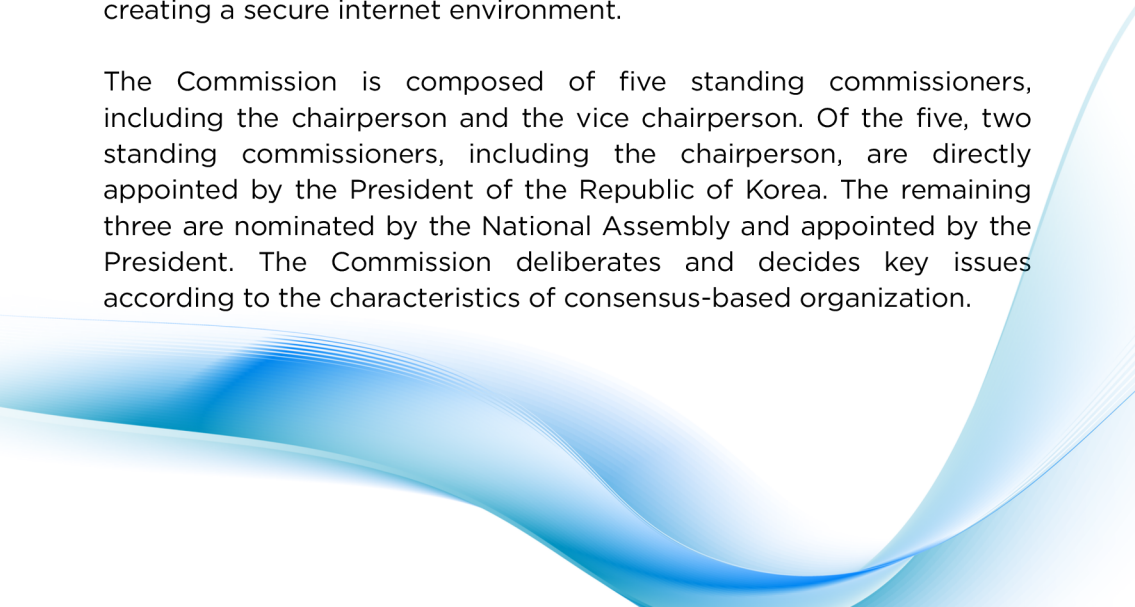 creating a secure internet environment.
The Commission is composed of five standing commissioners,
including the chairperson and the vice chairperson. Of the five, two
standing commissioners, including the chairperson, are directly
appointed by the President of the Republic of Korea. The remaining
three are nominated by the National Assembly and appointed by the
President. The Commission deliberates and decides key issues
according to the characteristics of consensus-based organization.